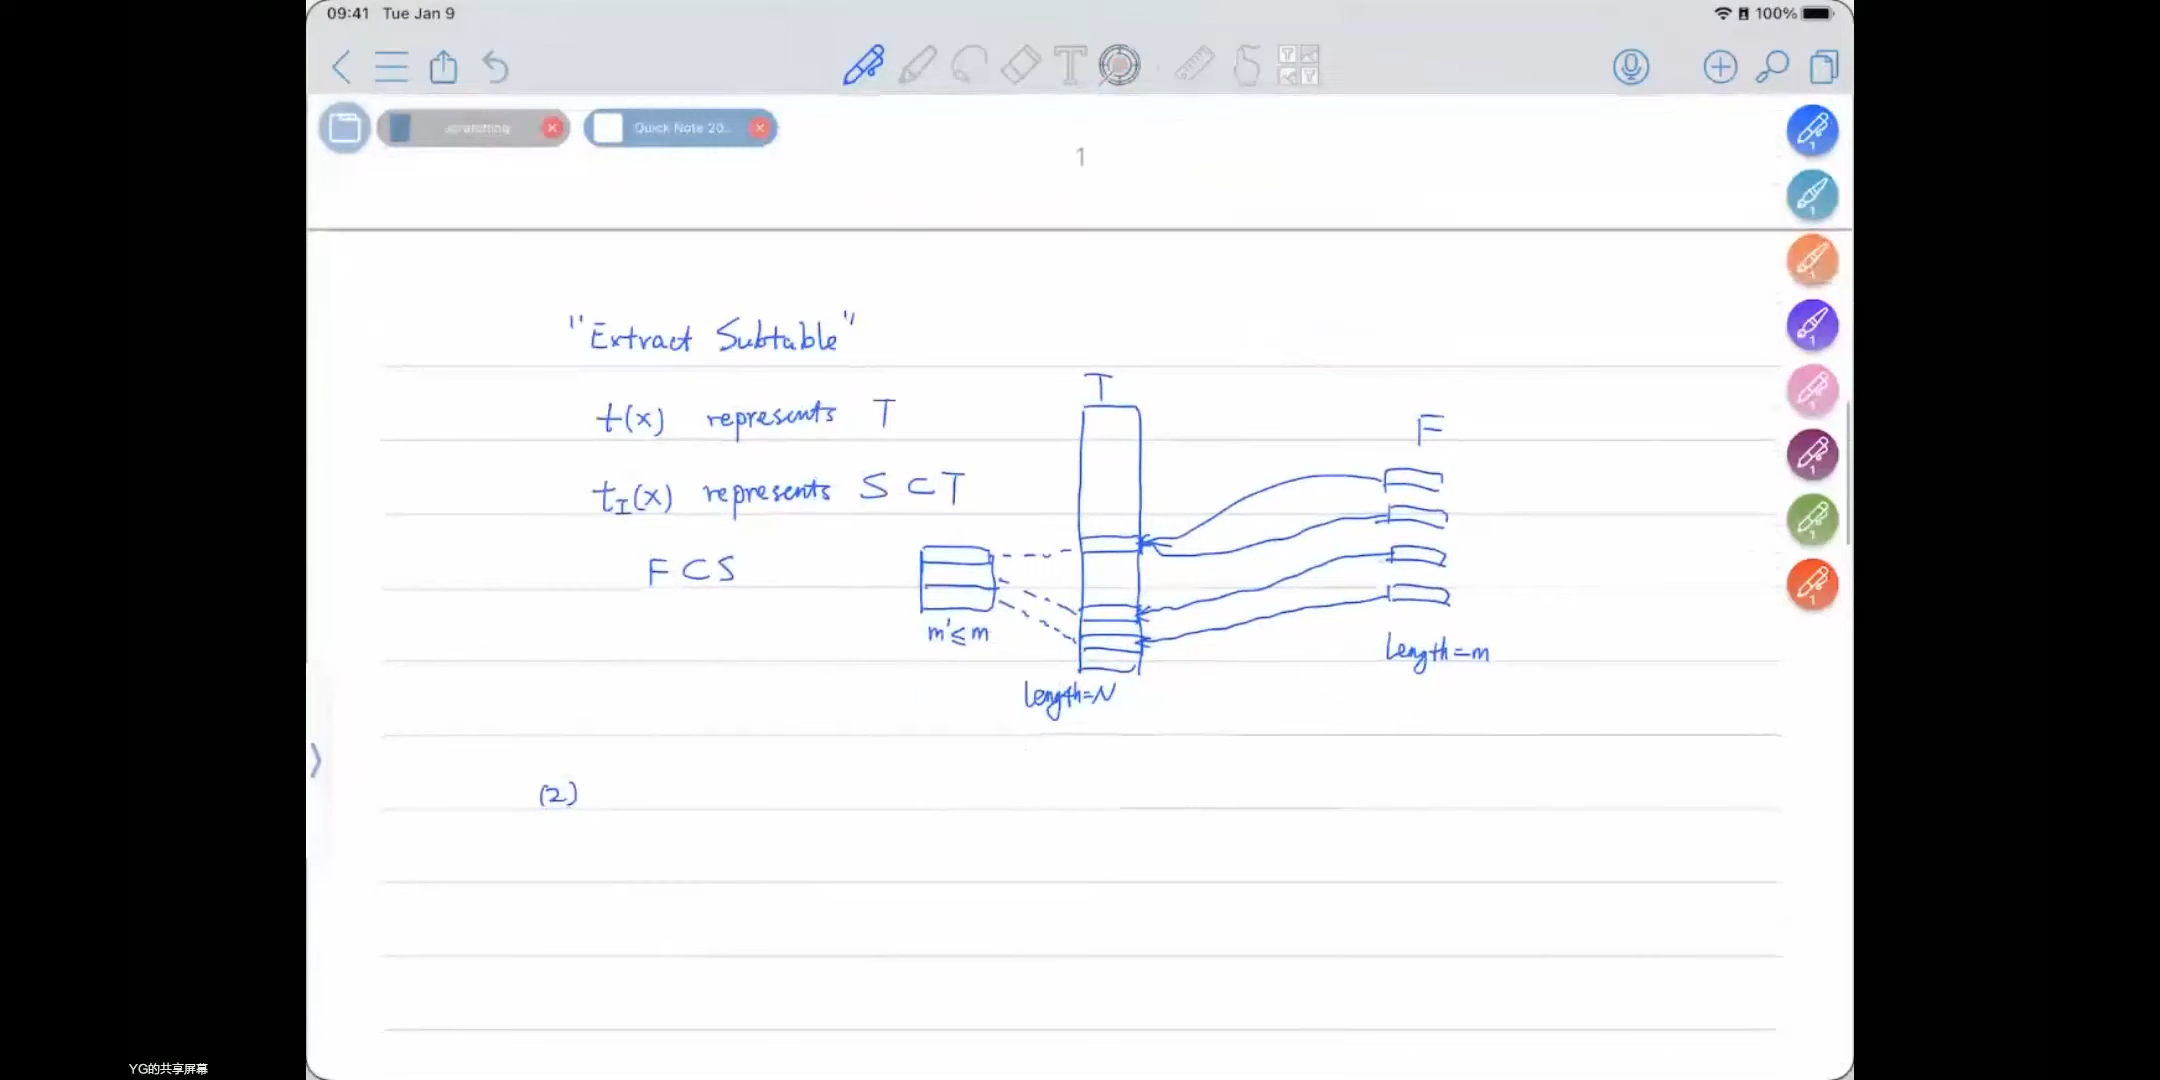 09:41 Tue Jan 9
100%
Quick Note 20...
1
"Extract Subtable"
t(x) represents T
t_I(x) represents S ⊂ T
F ⊂ S
T
F
m' ≤ m
length=m
length=N
(2)
YG的共享屏幕